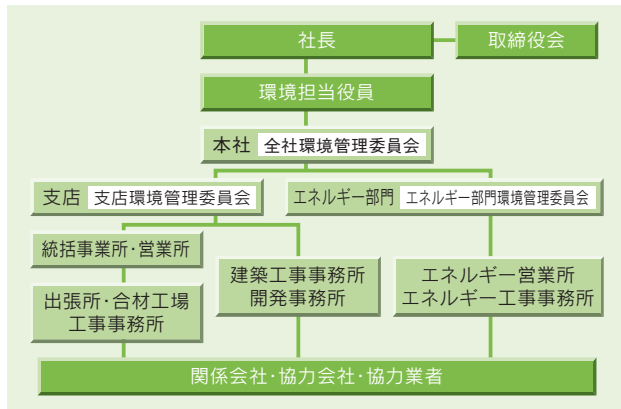 社長
取締役会
環境担当役員
本社 全社環境管理委員会
支店 支店環境管理委員会
エネルギー部門 エネルギー部門環境管理委員会
統括事業所・営業所
出張所・合材工場
工事事務所
建築工事事務所
開発事務所
エネルギー営業所
エネルギー工事事務所
関係会社・協力会社・協力業者